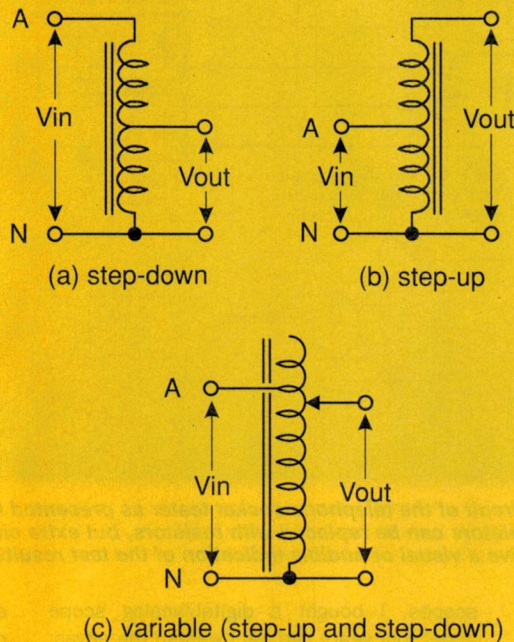 A
Vin
Vout
N
(a) step-down
A
Vin
Vout
N
(b) step-up
A
Vin
Vout
N
(c) variable (step-up and step-down)